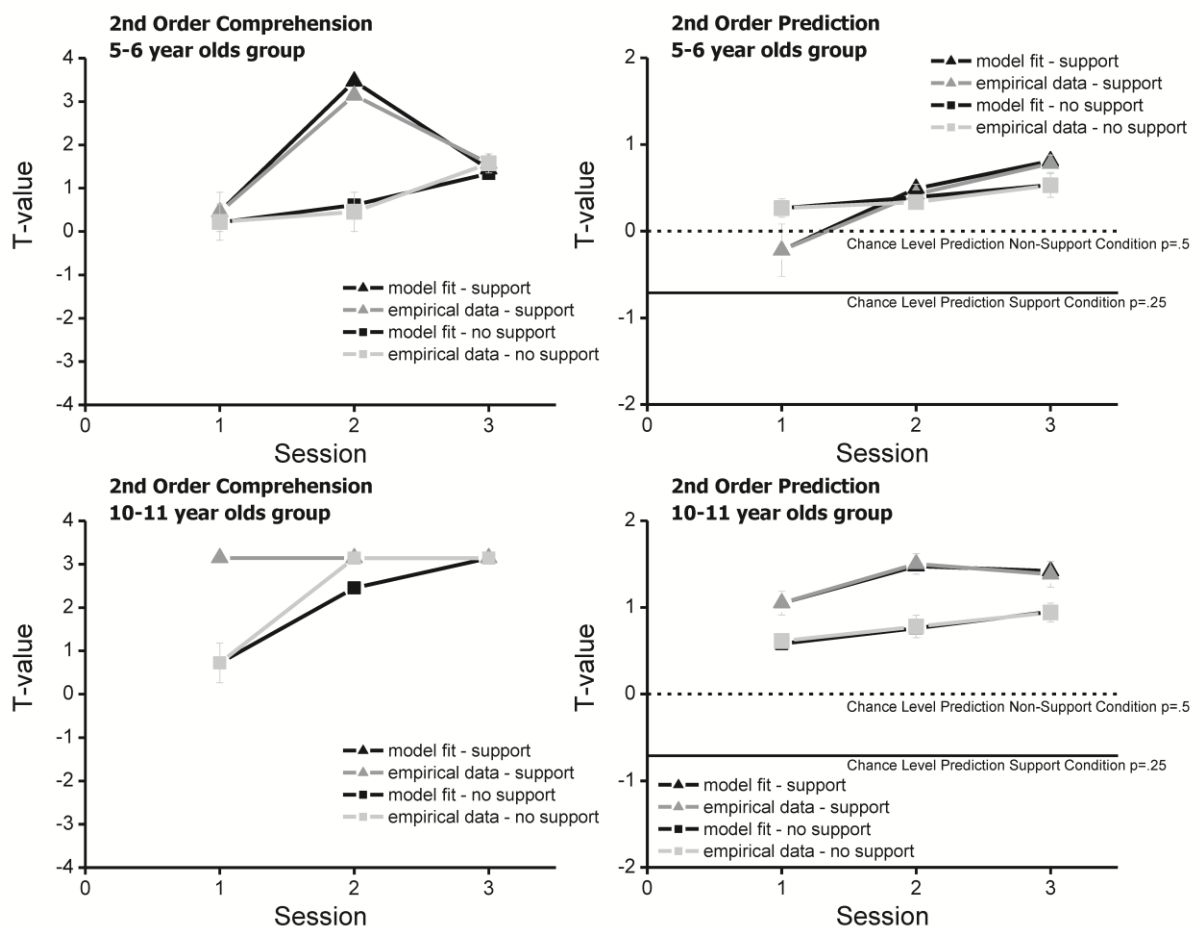 2nd Order Comprehension
5-6 year olds group
4
3
2
1
0
-1
-2
-3
-4
T-value
model fit - support
empirical data - support
model fit - no support
empirical data - no support
0
1
2
3
Session
2nd Order Prediction
5-6 year olds group
2
1
0
-1
-2
T-value
model fit - support
empirical data - support
model fit - no support
empirical data - no support
Chance Level Prediction Non-Support Condition p=.5
Chance Level Prediction Support Condition p=.25
0
1
2
3
Session
2nd Order Comprehension
10-11 year olds group
4
3
2
1
0
-1
-2
-3
-4
T-value
model fit - support
empirical data - support
model fit - no support
empirical data - no support
0
1
2
3
Session
2nd Order Prediction
10-11 year olds group
2
1
0
-1
-2
T-value
Chance Level Prediction Non-Support Condition p=.5
Chance Level Prediction Support Condition p=.25
model fit - support
empirical data - support
model fit - no support
empirical data - no support
0
1
2
3
Session